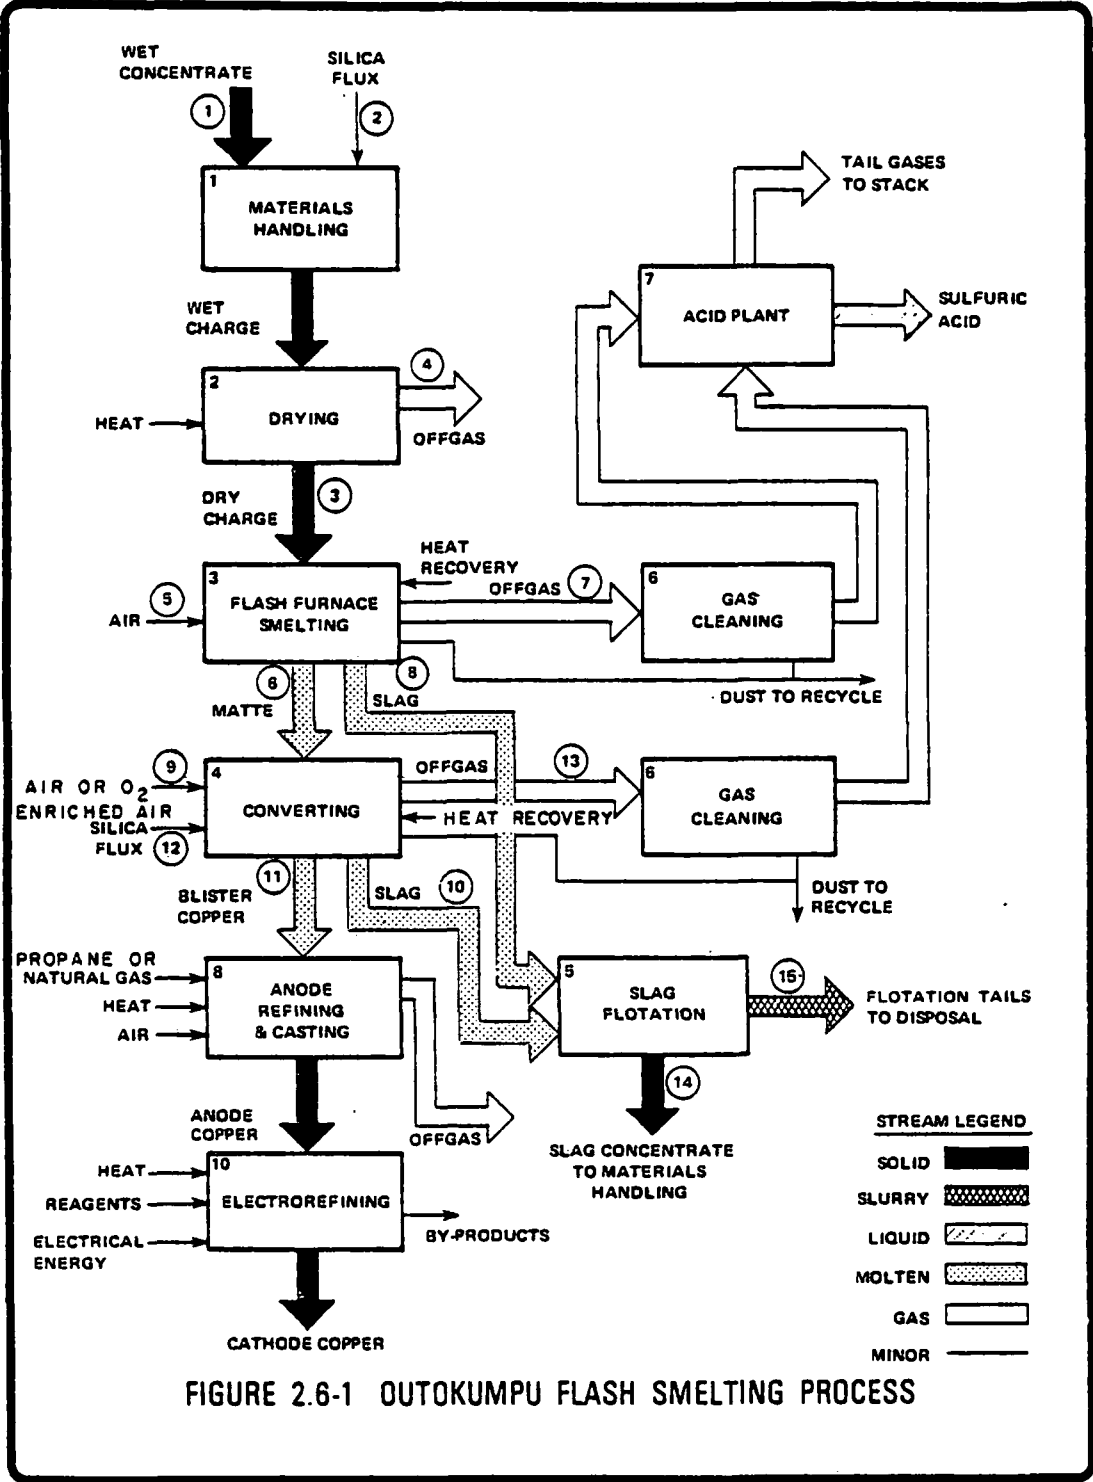 WET
CONCENTRATE
SILICA
FLUX
1
2
1
MATERIALS
HANDLING
TAIL GASES
TO STACK
7
ACID PLANT
SULFURIC
ACID
WET
CHARGE
2
DRYING
4
OFFGAS
HEAT
DRY
CHARGE
3
HEAT
RECOVERY
OFFGAS
7
3
FLASH FURNACE
SMELTING
5
AIR
6
GAS
CLEANING
6
MATTE
8
SLAG
DUST TO RECYCLE
9
AIR OR O2
ENRICHED AIR
SILICA
FLUX
12
4
CONVERTING
OFFGAS
13
HEAT RECOVERY
6
GAS
CLEANING
11
BLISTER
COPPER
SLAG
10
DUST TO
RECYCLE
PROPANE OR
NATURAL GAS
HEAT
AIR
8
ANODE
REFINING
& CASTING
5
SLAG
FLOTATION
15
FLOTATION TAILS
TO DISPOSAL
14
ANODE
COPPER
OFFGAS
SLAG CONCENTRATE
TO MATERIALS
HANDLING
HEAT
REAGENTS
ELECTRICAL
ENERGY
10
ELECTROREFINING
BY-PRODUCTS
CATHODE COPPER
STREAM LEGEND
SOLID
SLURRY
LIQUID
MOLTEN
GAS
MINOR
FIGURE 2.6-1 OUTOKUMPU FLASH SMELTING PROCESS